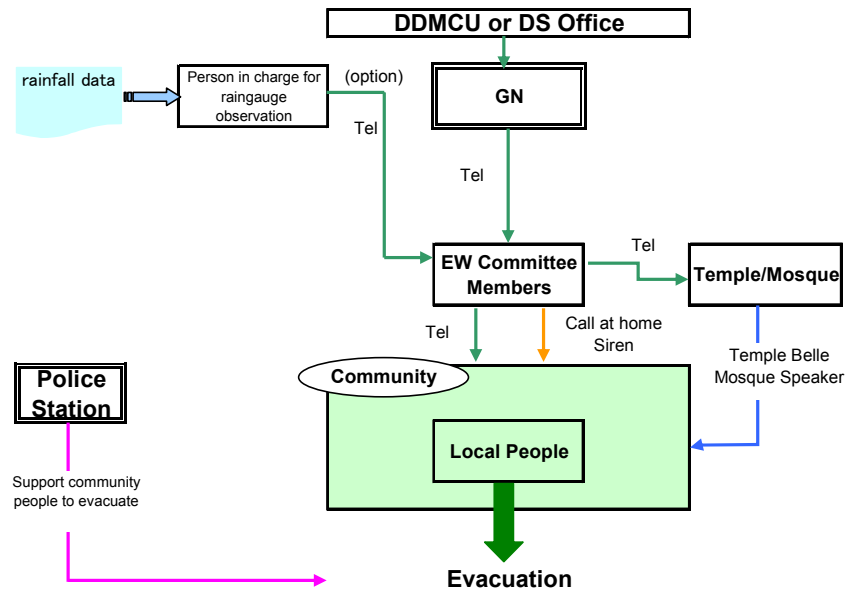 DDMCU or DS Office
rainfall data
Person in charge for
raingauge
observation
(option)
Tel
GN
Tel
EW Committee
Members
Tel
Temple/Mosque
Tel
Call at home
Siren
Temple Belle
Mosque Speaker
Community
Police
Station
Local People
Support community
people to evacuate
Evacuation